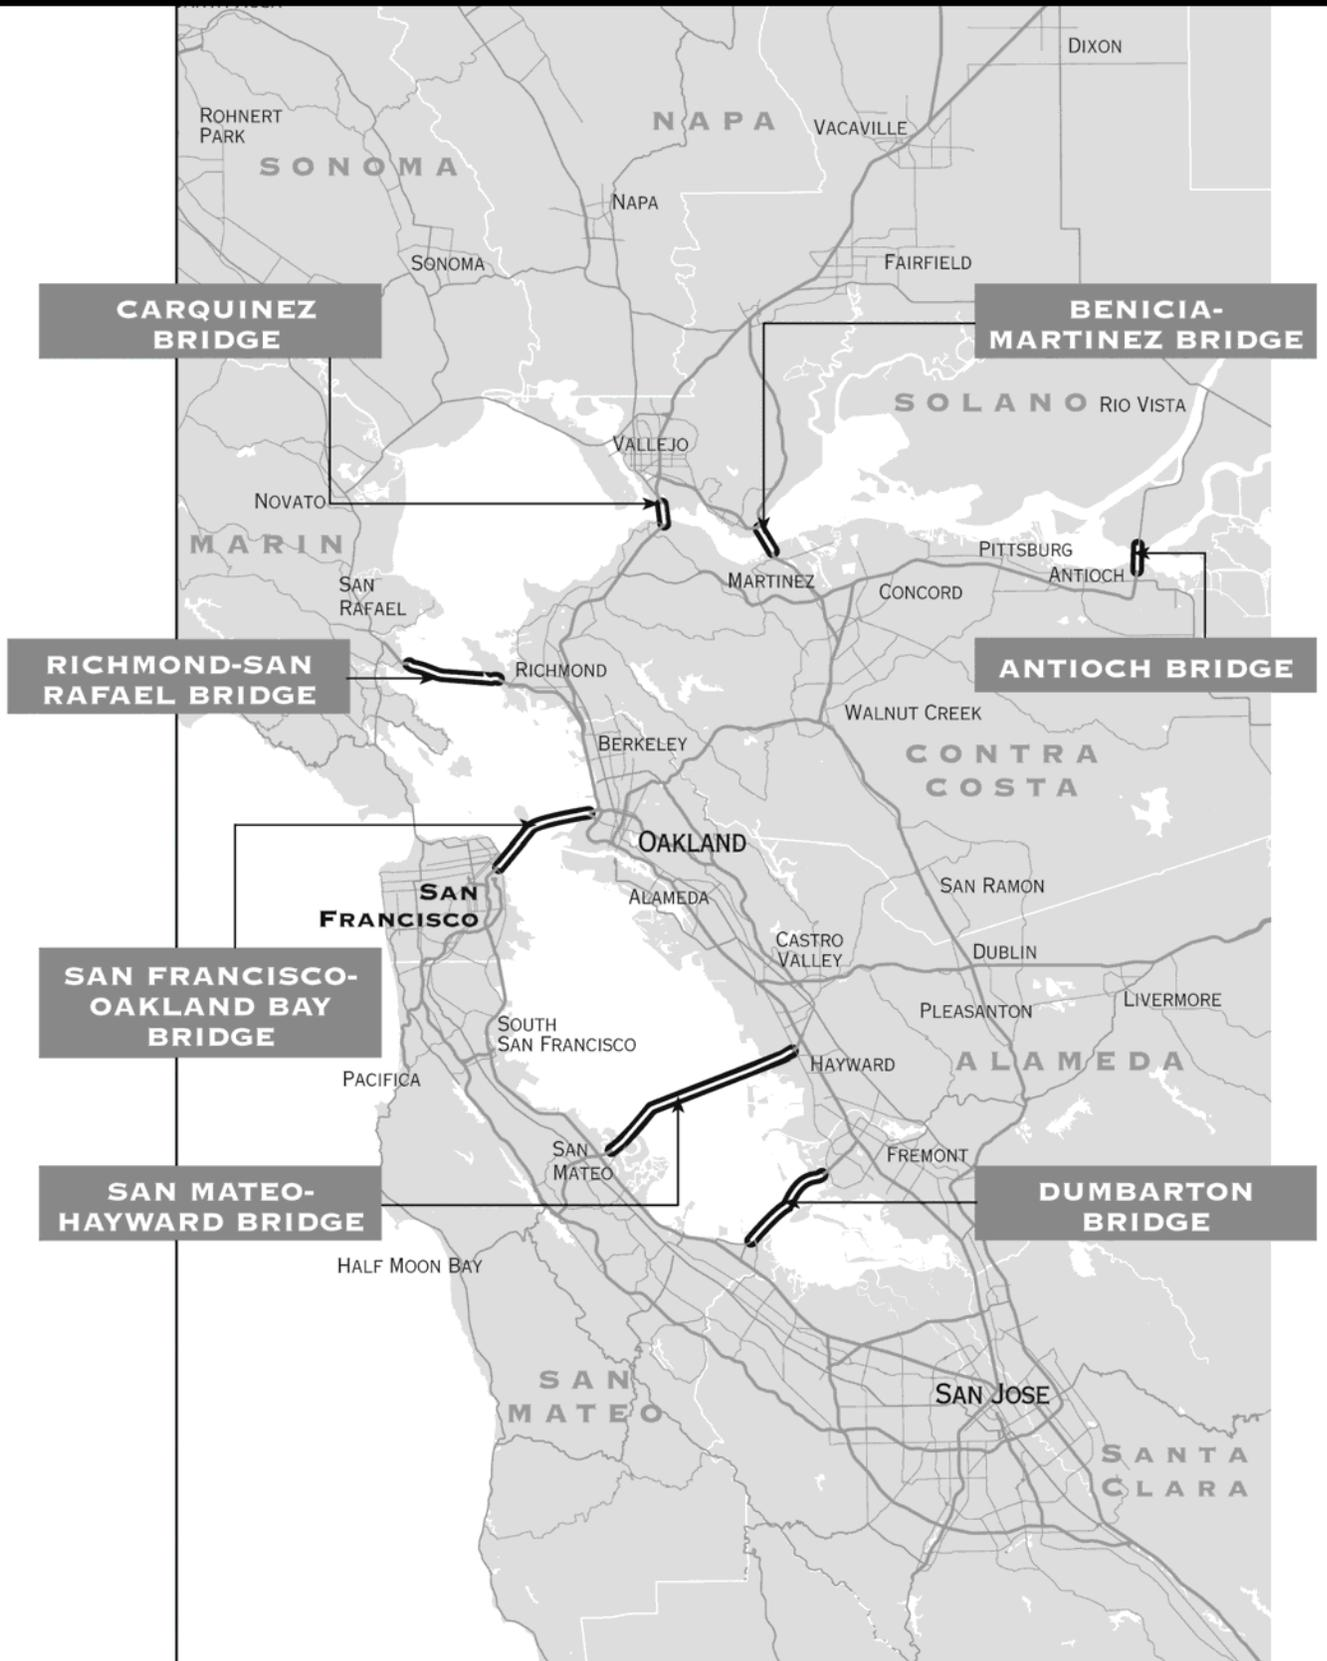 DIXON
ROHNERT
PARK
NAPA
VACAVILLE
SONOMA
NAPA
SONOMA
FAIRFIELD
CARQUINEZ
BRIDGE
BENICIA-
MARTINEZ BRIDGE
SOLANO
RIO VISTA
VALLEJO
NOVATO
MARIN
PITTSBURG
ANTIOCH
MARTINEZ
CONCORD
SAN
RAFAEL
RICHMOND-SAN
RAFAEL BRIDGE
RICHMOND
ANTIOCH BRIDGE
WALNUT CREEK
BERKELEY
CONTRA
COSTA
OAKLAND
SAN
FRANCISCO
ALAMEDA
SAN RAMON
CASTRO
VALLEY
DUBLIN
SAN FRANCISCO-
OAKLAND BAY
BRIDGE
LIVERMORE
PLEASANTON
SOUTH
SAN FRANCISCO
HAYWARD
ALAMEDA
PACIFICA
SAN
MATEO
FREMONT
SAN MATEO-
HAYWARD BRIDGE
DUMBARTON
BRIDGE
HALF MOON BAY
SAN
MATEO
SAN JOSE
SANTA
CLARA